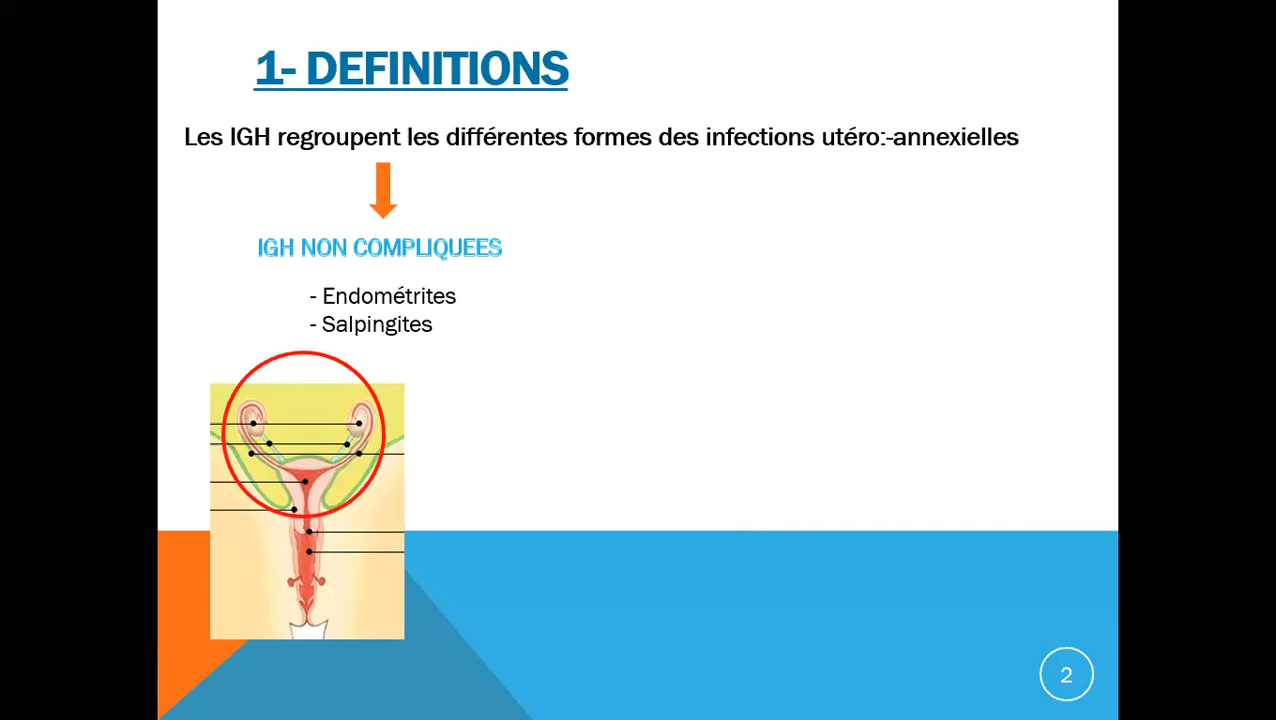 1- DEFINITIONS
Les IGH regroupent les différentes formes des infections utéro:-annexielles
IGH NON COMPLIQUEES
- Endométrites
- Salpingites
2